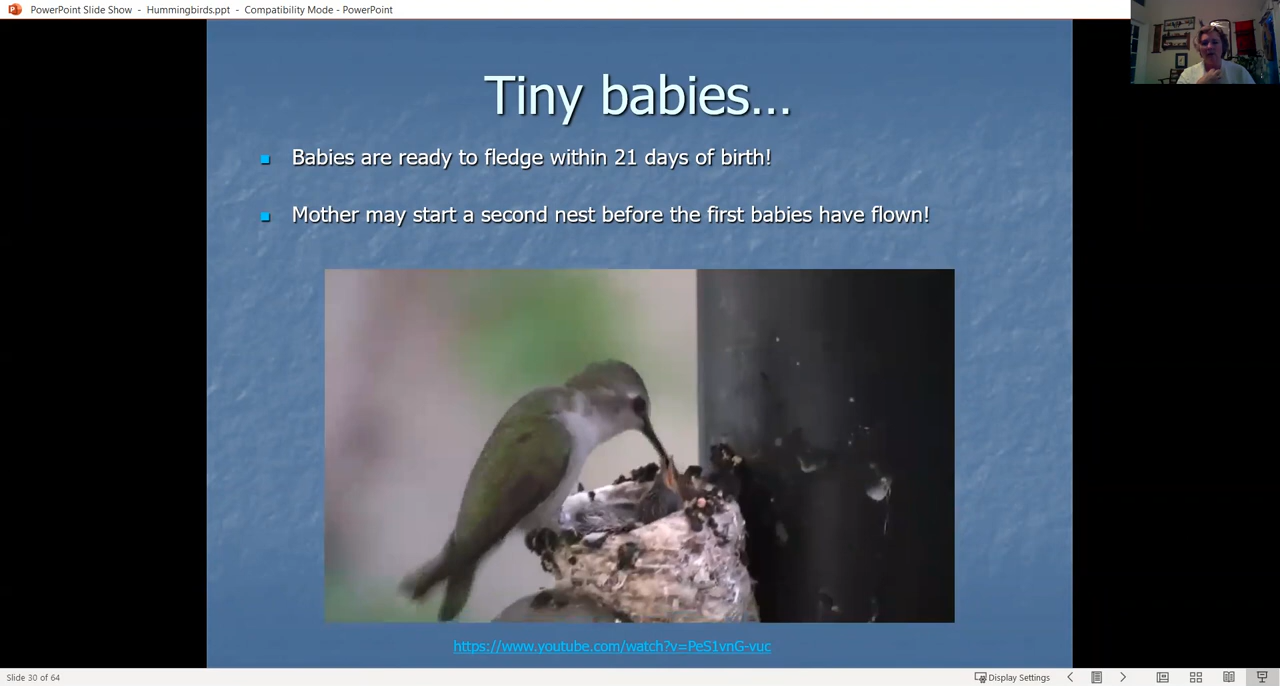 PowerPoint Slide Show - Hummingbirds.ppt - Compatibility Mode - PowerPoint
Tiny babies...
Babies are ready to fledge within 21 days of birth!
Mother may start a second nest before the first babies have flown!
https://www.youtube.com/watch?v=PeS1vnG-vuc
Slide 30 of 64
Display Settings